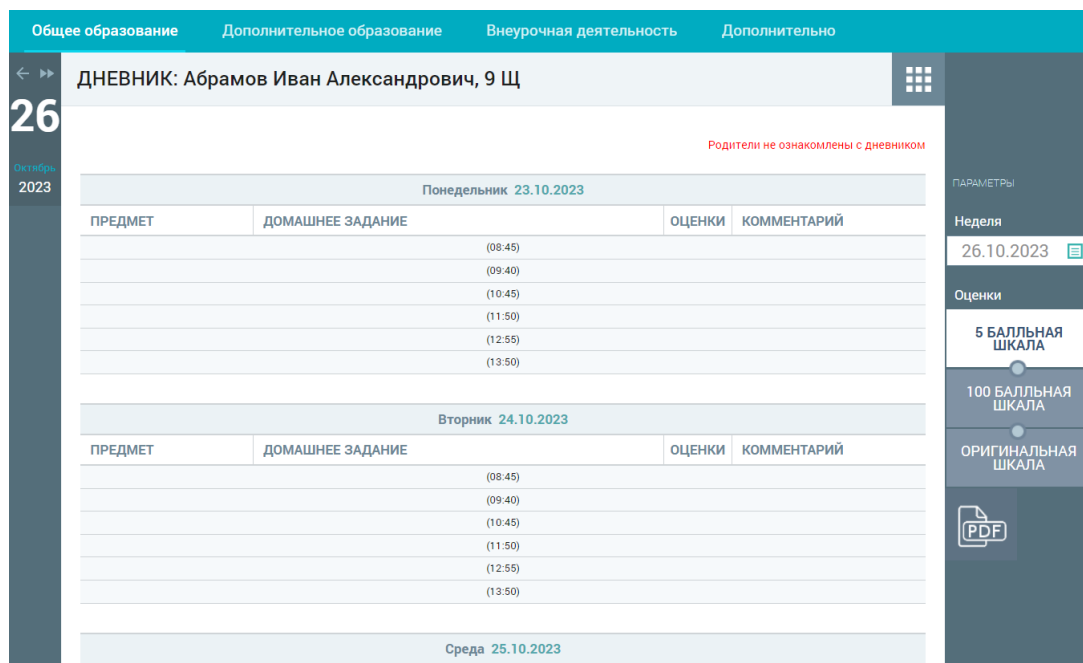 Общее образование Дополнительное образование Внеурочная деятельность Дополнительно
ДНЕВНИК: Абрамов Иван Александрович, 9 Щ
26
Октябрь
2023
Родители не ознакомлены с дневником
Понедельник 23.10.2023
ПРЕДМЕТ ДОМАШНЕЕ ЗАДАНИЕ ОЦЕНКИ КОММЕНТАРИЙ
(08:45)
(09:40)
(10:45)
(11:50)
(12:55)
(13:50)
Вторник 24.10.2023
ПРЕДМЕТ ДОМАШНЕЕ ЗАДАНИЕ ОЦЕНКИ КОММЕНТАРИЙ
(08:45)
(09:40)
(10:45)
(11:50)
(12:55)
(13:50)
Среда 25.10.2023
ПАРАМЕТРЫ
Неделя
26.10.2023
Оценки
5 БАЛЛЬНАЯ
ШКАЛА
100 БАЛЛЬНАЯ
ШКАЛА
ОРИГИНАЛЬНАЯ
ШКАЛА
PDF